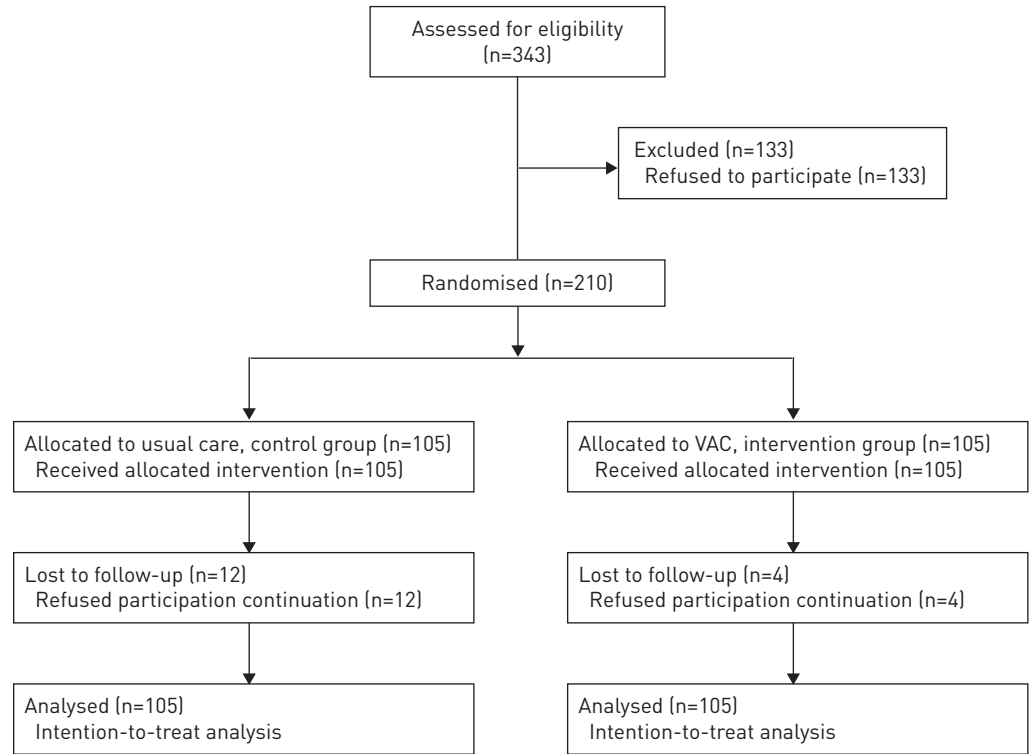 Assessed for eligibility
(n=343)
Excluded (n=133)
Refused to participate (n=133)
Randomised (n=210)
Allocated to usual care, control group (n=105)
Received allocated intervention (n=105)
Allocated to VAC, intervention group (n=105)
Received allocated intervention (n=105)
Lost to follow-up (n=12)
Refused participation continuation (n=12)
Lost to follow-up (n=4)
Refused participation continuation (n=4)
Analysed (n=105)
Intention-to-treat analysis
Analysed (n=105)
Intention-to-treat analysis